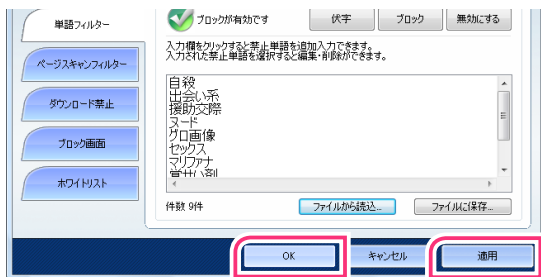 単語フィルター
ブロックが有効です
伏字
ブロック
無効にする
入力欄をクリックすると禁止単語を追加入力できます。
入力された禁止単語を選択すると編集・削除ができます。
ページスキャンフィルター
ダウンロード禁止
ブロック画面
ホワイトリスト
自殺
出会い系
援助交際
ヌード
グロ画像
セックス
マリファナ
覚せい剤
件数 9件
ファイルから読込...
ファイルに保存...
OK
キャンセル
適用